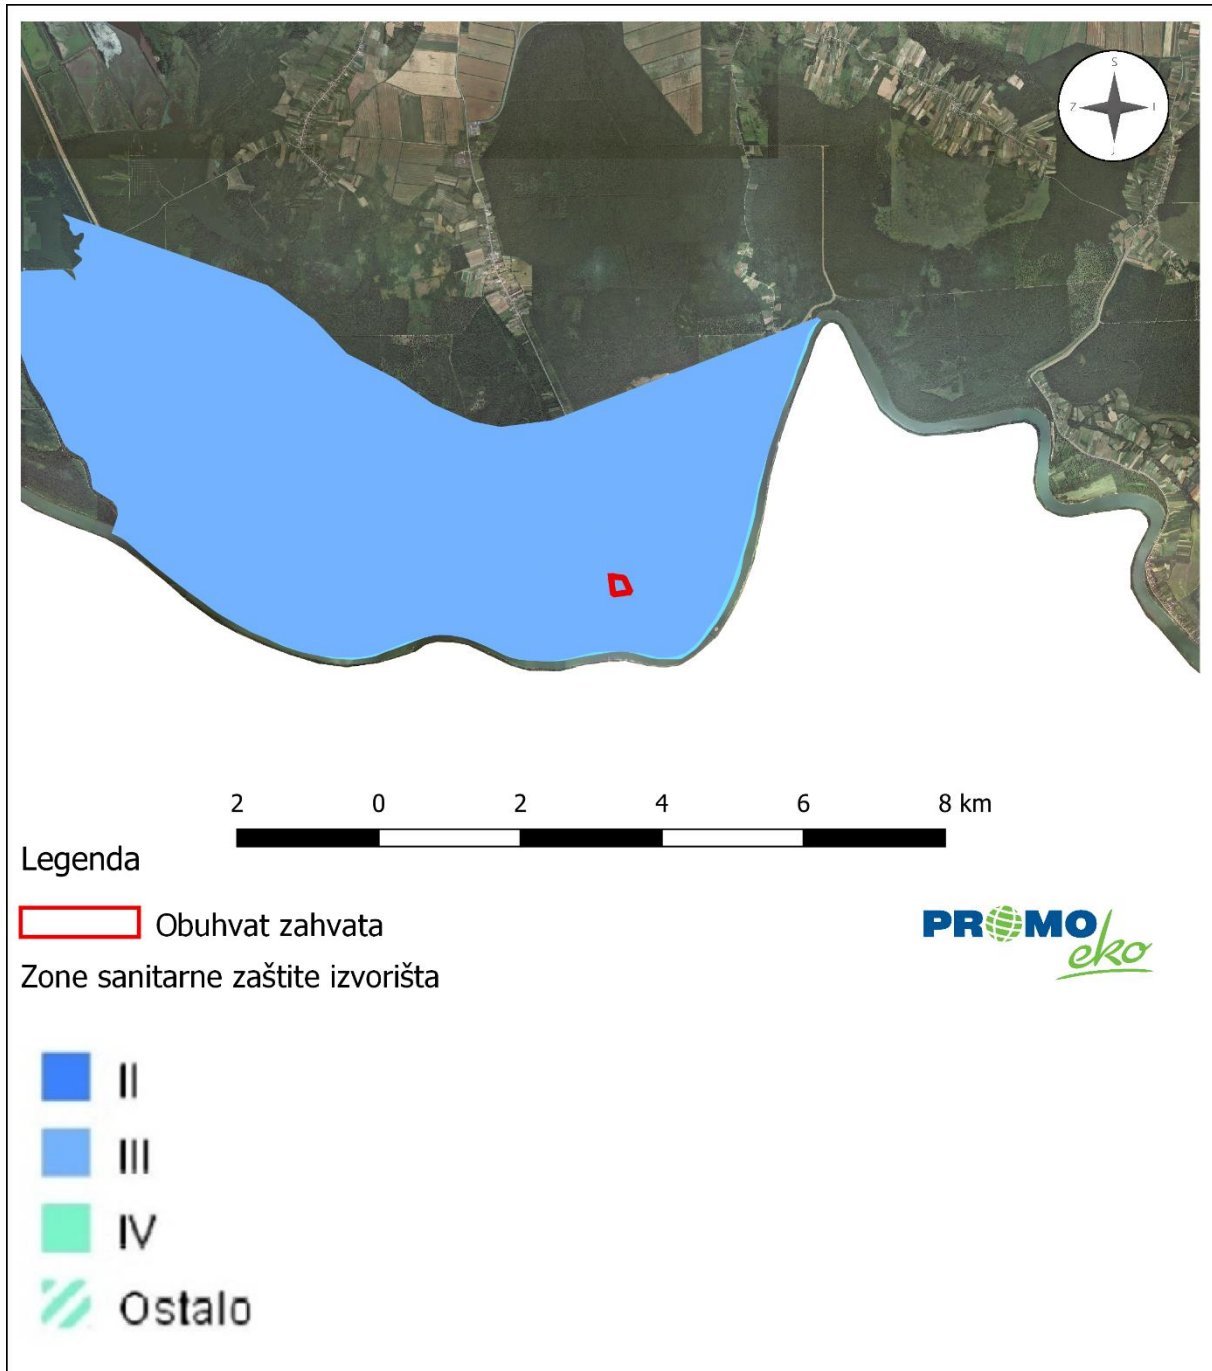 S
Z I
J
2 0 2 4 6 8 km
Legenda
Obuhvat zahvata
PROMO
eko
Zone sanitarne zaštite izvorišta
II
III
IV
Ostalo